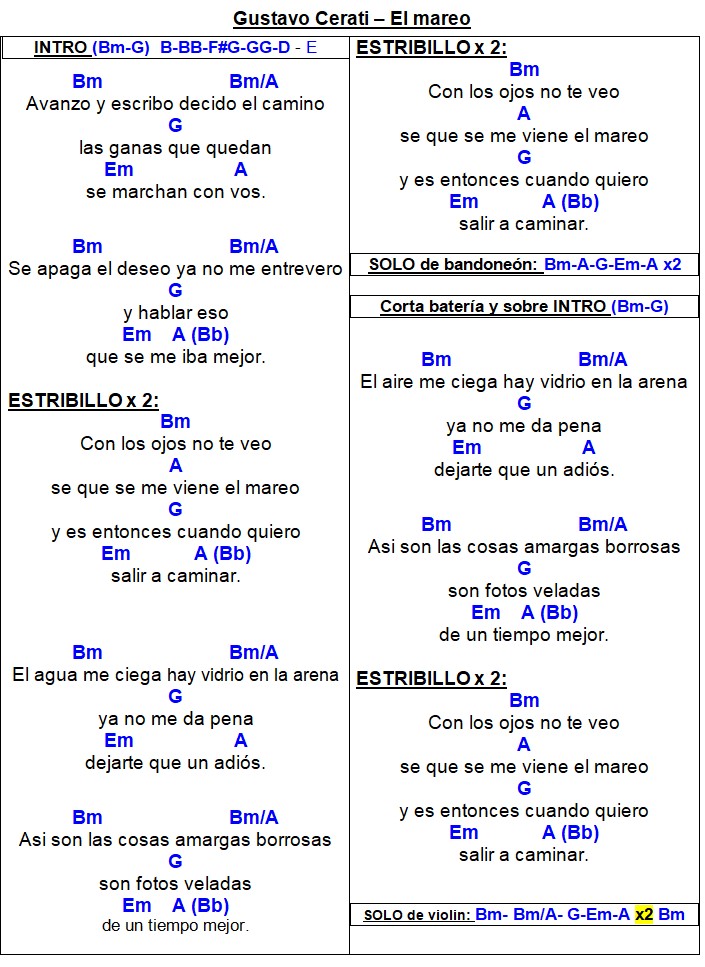 Gustavo Cerati – El mareo
INTRO (Bm-G)  B-BB-F#G-GG-D - E
Bm Bm/A
Avanzo y escribo decido el camino
G
las ganas que quedan
Em A
se marchan con vos.
Bm Bm/A
Se apaga el deseo ya no me entrevero
G
y hablar eso
Em A (Bb)
que se me iba mejor.
ESTRIBILLO x 2:
Bm
Con los ojos no te veo
A
se que se me viene el mareo
G
y es entonces cuando quiero
Em A (Bb)
salir a caminar.
Bm Bm/A
El agua me ciega hay vidrio en la arena
G
ya no me da pena
Em A
dejarte que un adiós.
Bm Bm/A
Asi son las cosas amargas borrosas
G
son fotos veladas
Em A (Bb)
de un tiempo mejor.
ESTRIBILLO x 2:
Bm
Con los ojos no te veo
A
se que se me viene el mareo
G
y es entonces cuando quiero
Em A (Bb)
salir a caminar.
SOLO de bandoneón: Bm-A-G-Em-A x2
Corta batería y sobre INTRO (Bm-G)
Bm Bm/A
El aire me ciega hay vidrio en la arena
G
ya no me da pena
Em A
dejarte que un adiós.
Bm Bm/A
Asi son las cosas amargas borrosas
G
son fotos veladas
Em A (Bb)
de un tiempo mejor.
ESTRIBILLO x 2:
Bm
Con los ojos no te veo
A
se que se me viene el mareo
G
y es entonces cuando quiero
Em A (Bb)
salir a caminar.
SOLO de violin: Bm- Bm/A- G-Em-A x2 Bm